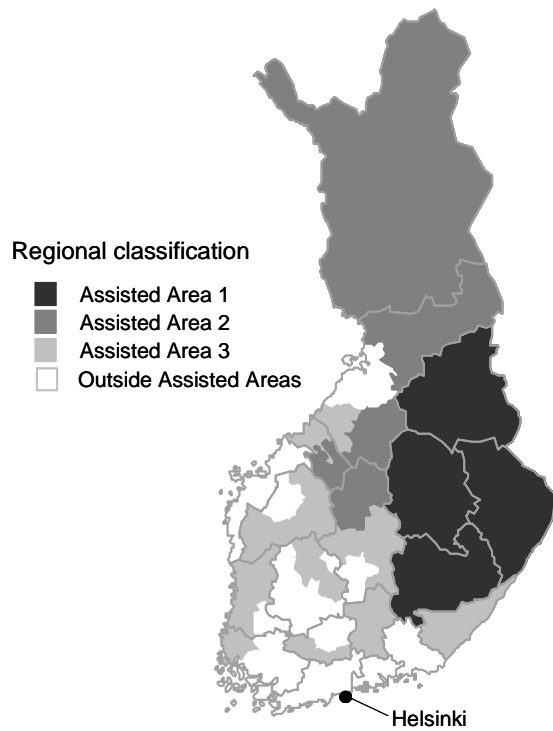 Regional classification
Assisted Area 1
Assisted Area 2
Assisted Area 3
Outside Assisted Areas
Helsinki